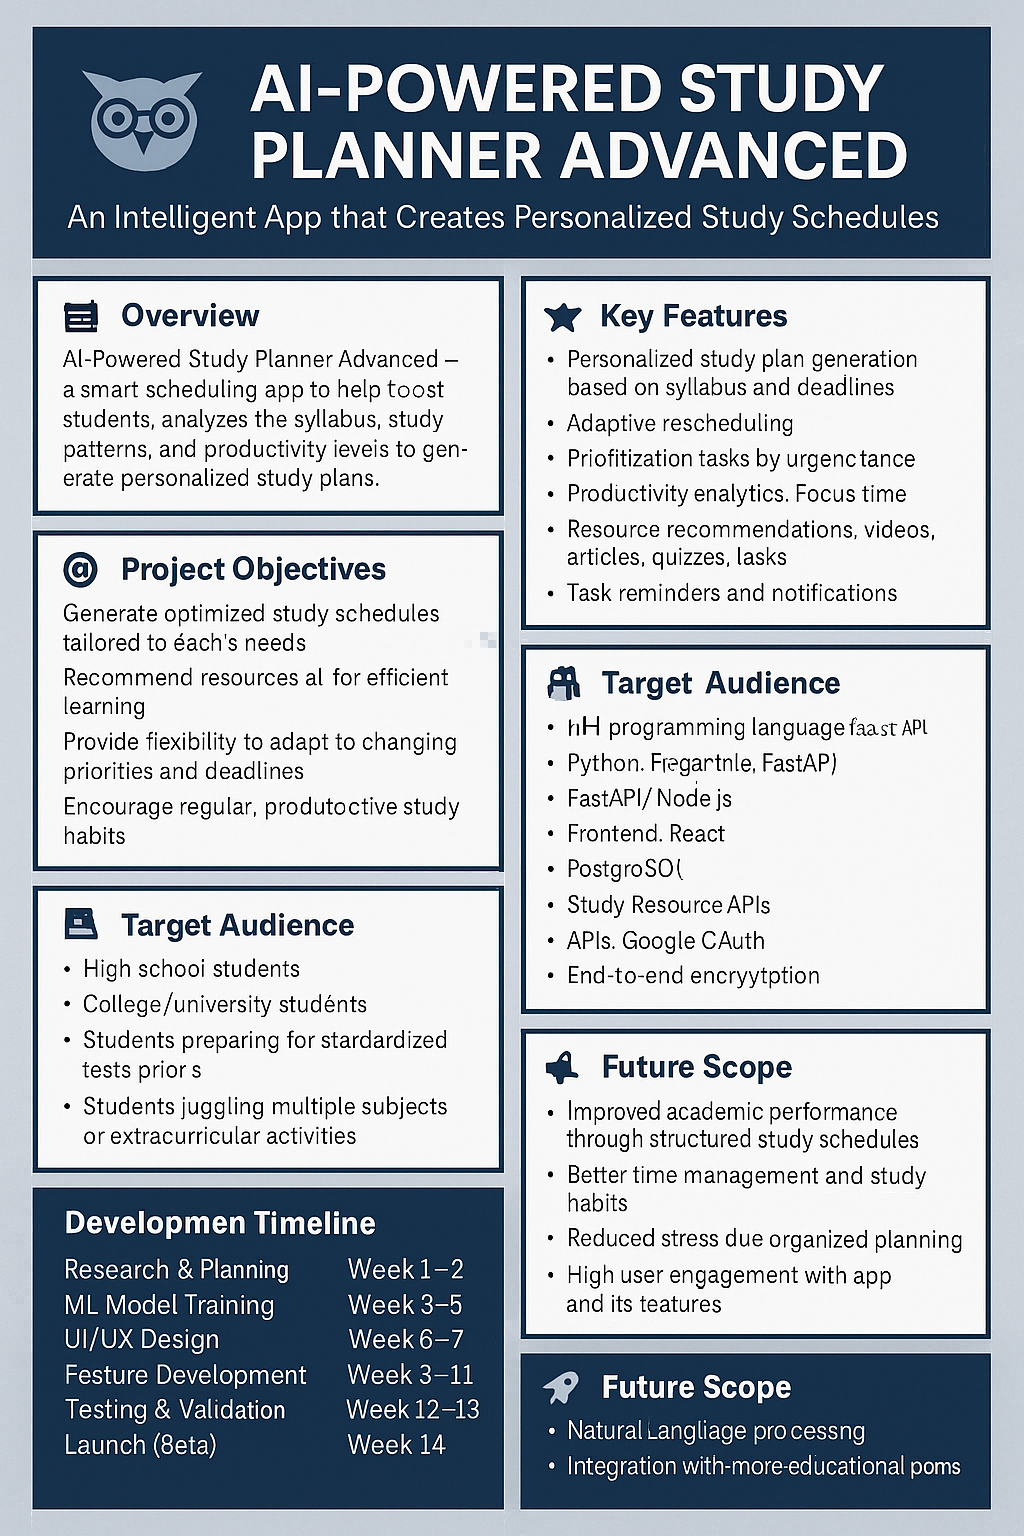 AI-POWERED STUDY
PLANNER ADVANCED
An Intelligent App that Creates Personalized Study Schedules
Overview
AI-Powered Study Planner Advanced –
a smart scheduling app to help toost
students, analyzes the syllabus, study
patterns, and productivity ieveis to gen-
erate personalized study plans.
Project Objectives
Generate optimized study schedules
tailored to éach's needs
Recommend resources al for efficient
learning
Provide fiexibility to adapt to changing
priorities and deadlines
Encourage regular, produtoctive study
habits
Target Audience
• High schooi students
• College/university studénts
• Students preparing for stardardized
tests prior s
• Students juggling multiple subjects
or extracurricular activities
Developmen Timeline
Research & Planning Week 1–2
ML Model Training Week 3–5
UI/UX Design Week 6–7
Festure Development Week 3–11
Testing & Validation Week 12–13
Launch (8eta) Week 14
Key Features
• Personalized study plan generation
based on syllabus and deadlines
• Adaptive rescheduling
• Priofitization tasks by urgenctance
• Productivity enalytics. Focus time
• Resource recommendations, videos,
articles, quizzes, lasks
• Task reminders and notifications
Target Audience
• hH programming language faast API
• Python. Fregartnle, FastAP)
• FastAPI/ Node js
• Frontend. React
• PostgroSO(
• Study Resource APIs
• APIs. Google CAuth
• End-to-end encryytption
Future Scope
• Improved academic performance
through structured study schedules
• Better time management and study
habits
• Reduced stress due organized planning
• High user engagement with app
and its teatures
Future Scope
• Natural Langliage pro cessng
• Integration with-more-educational poms